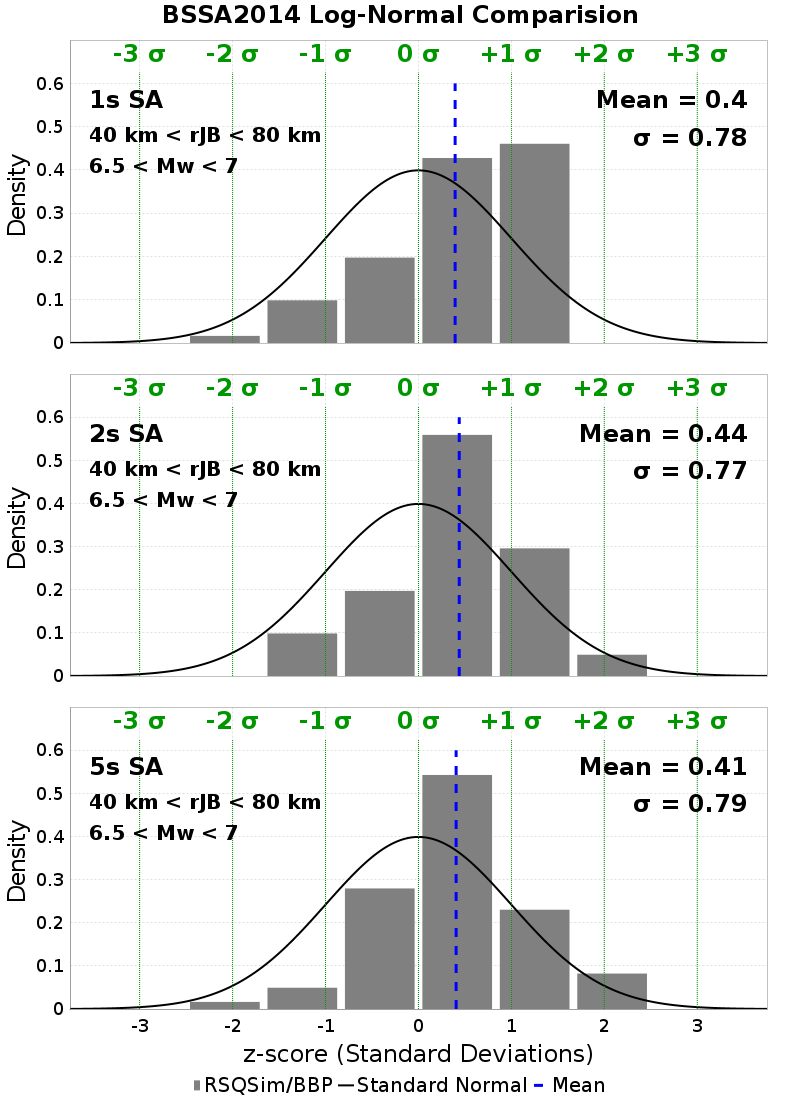 BSSA2014 Log-Normal Comparision
-3 σ -2 σ -1 σ 0 σ +1 σ +2 σ +3 σ
0.6
1s SA
Mean = 0.4
0.5
40 km < rJB < 80 km
σ = 0.78
6.5 < Mw < 7
0.4
Density
0.3
0.2
0.1
0
-3 σ -2 σ -1 σ 0 σ +1 σ +2 σ +3 σ
0.6
2s SA
Mean = 0.44
0.5
40 km < rJB < 80 km
σ = 0.77
6.5 < Mw < 7
0.4
Density
0.3
0.2
0.1
0
-3 σ -2 σ -1 σ 0 σ +1 σ +2 σ +3 σ
0.6
5s SA
Mean = 0.41
0.5
40 km < rJB < 80 km
σ = 0.79
6.5 < Mw < 7
0.4
Density
0.3
0.2
0.1
0
-3 -2 -1 0 1 2 3
z-score (Standard Deviations)
RSQSim/BBP Standard Normal Mean